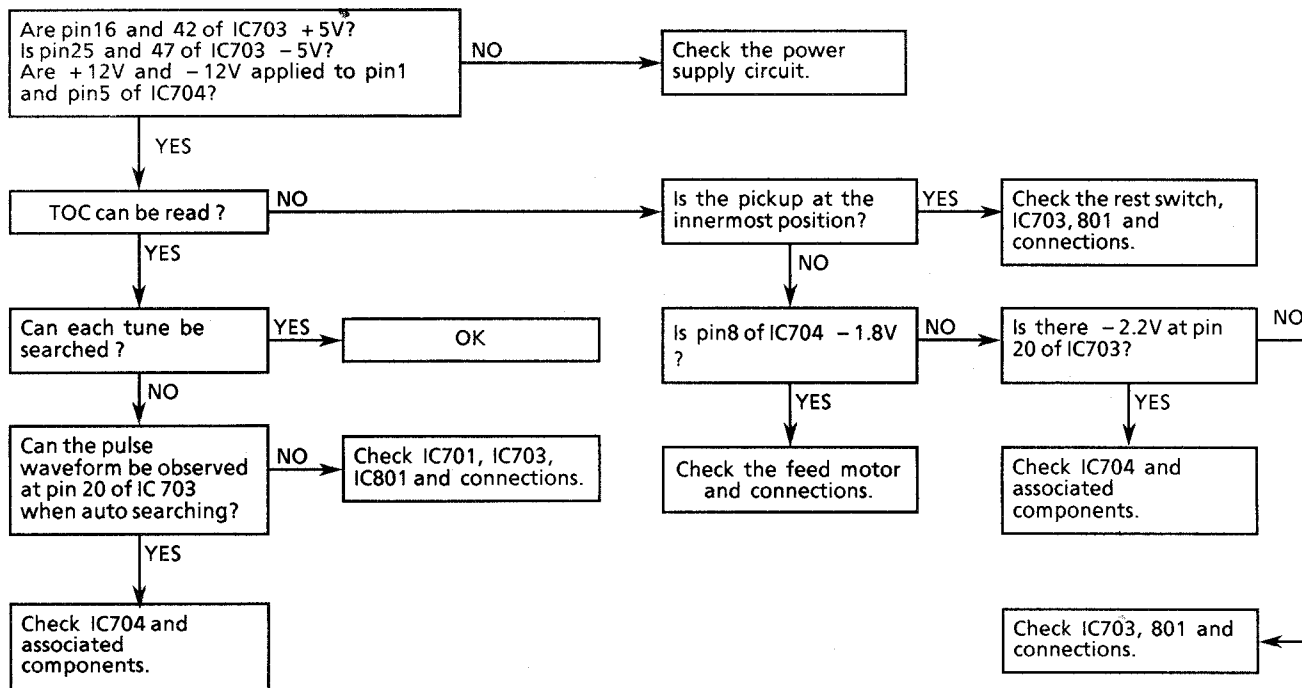 Are pin16 and 42 of IC703 +5V?
Is pin25 and 47 of IC703 −5V?
Are +12V and −12V applied to pin1
and pin5 of IC704?
NO
Check the power
supply circuit.
YES
TOC can be read ?
NO
Is the pickup at the
innermost position?
YES
Check the rest switch,
IC703, 801 and
connections.
YES
NO
Can each tune be
searched ?
YES
OK
Is pin8 of IC704 −1.8V
?
NO
Is there −2.2V at pin
20 of IC703?
NO
NO
YES
YES
Can the pulse
waveform be observed
at pin 20 of IC 703
when auto searching?
NO
Check IC701, IC703,
IC801 and connections.
Check the feed motor
and connections.
Check IC704 and
associated
components.
YES
Check IC704 and
associated
components.
Check IC703, 801 and
connections.